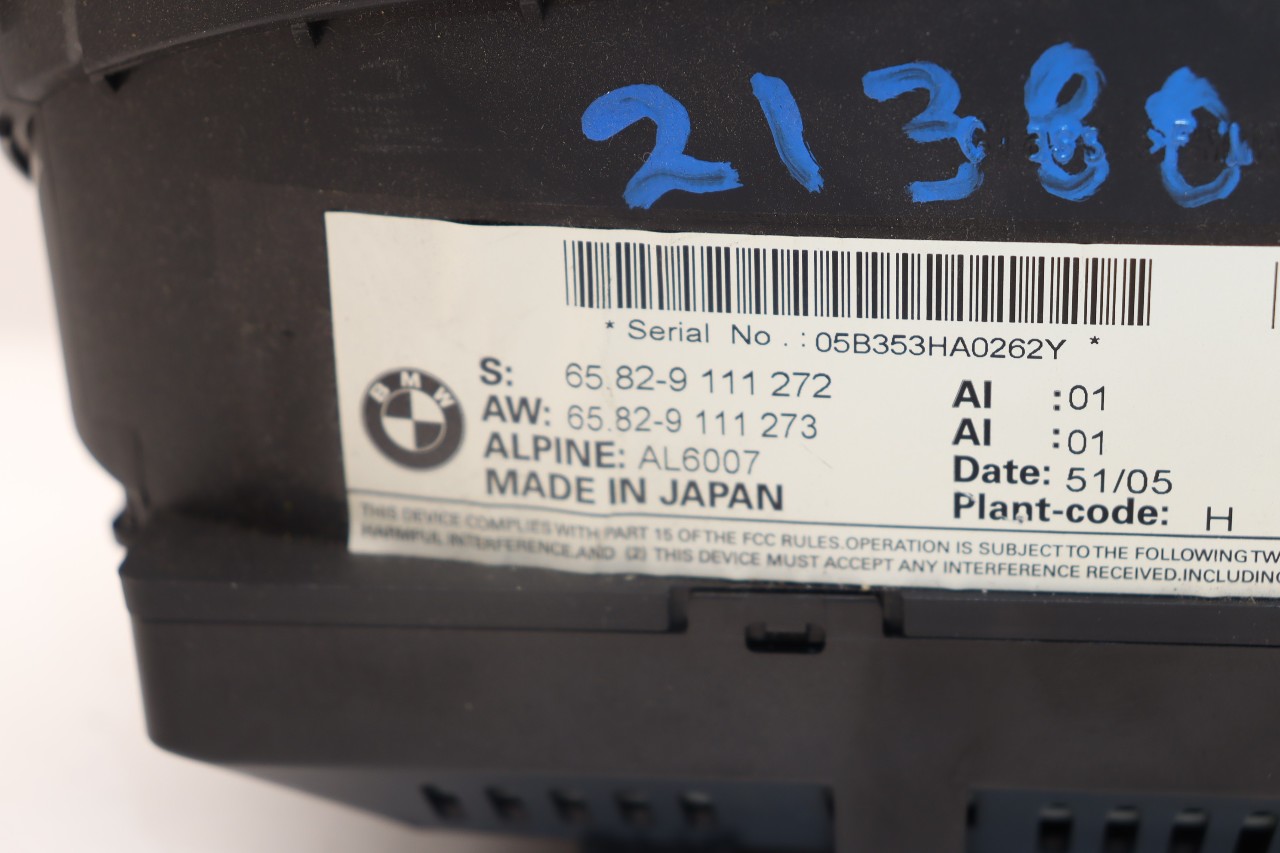 21380
* Serial No.: 05B353HA0262Y *
BMW
S: 65.82-9 111 272 AI :01
AW: 65.82-9 111 273 AI :01
ALPINE: AL6007 Date: 51/05
MADE IN JAPAN Plant-code: H
THIS DEVICE COMPLIES WITH PART 15 OF THE FCC RULES.OPERATION IS SUBJECT TO THE FOLLOWING TW
HARMFUL INTERFERENCE,AND (2) THIS DEVICE MUST ACCEPT ANY INTERFERENCE RECEIVED.INCLUDING